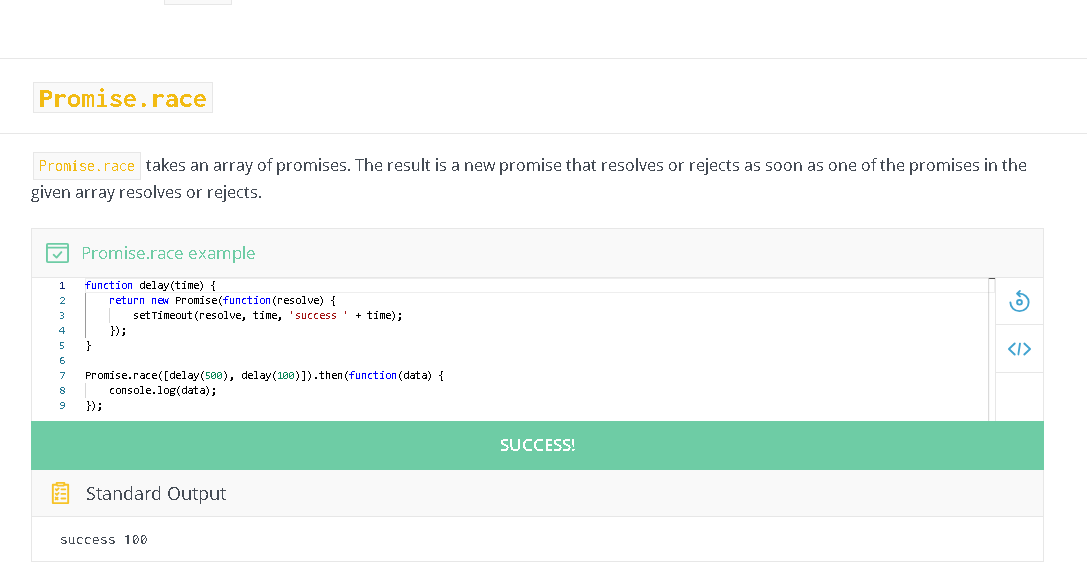 Promise.race
Promise.race takes an array of promises. The result is a new promise that resolves or rejects as soon as one of the promises in the
given array resolves or rejects.
Promise.race example
1 function delay(time) {
2     return new Promise(function(resolve) {
3         setTimeout(resolve, time, 'success ' + time);
4     });
5 }
6
7 Promise.race([delay(500), delay(100)]).then(function(data) {
8     console.log(data);
9 });
SUCCESS!
Standard Output
success 100